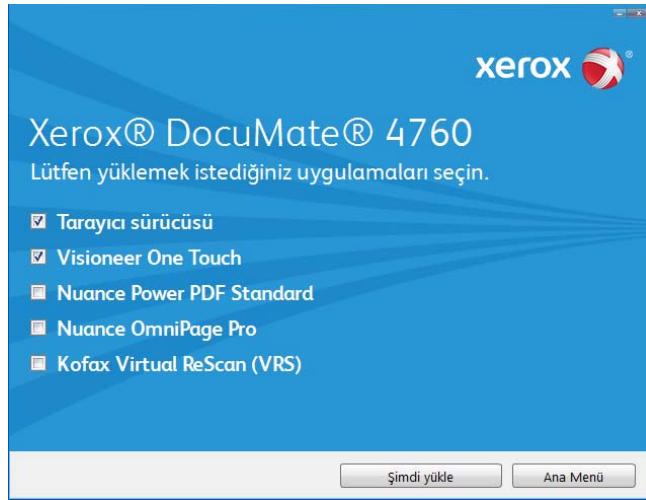 xerox ®
Xerox® DocuMate® 4760
Lütfen yüklemek istediğiniz uygulamaları seçin.
Tarayıcı sürücüsü
Visioneer One Touch
Nuance Power PDF Standard
Nuance OmniPage Pro
Kofax Virtual ReScan (VRS)
Şimdi yükle Ana Menü